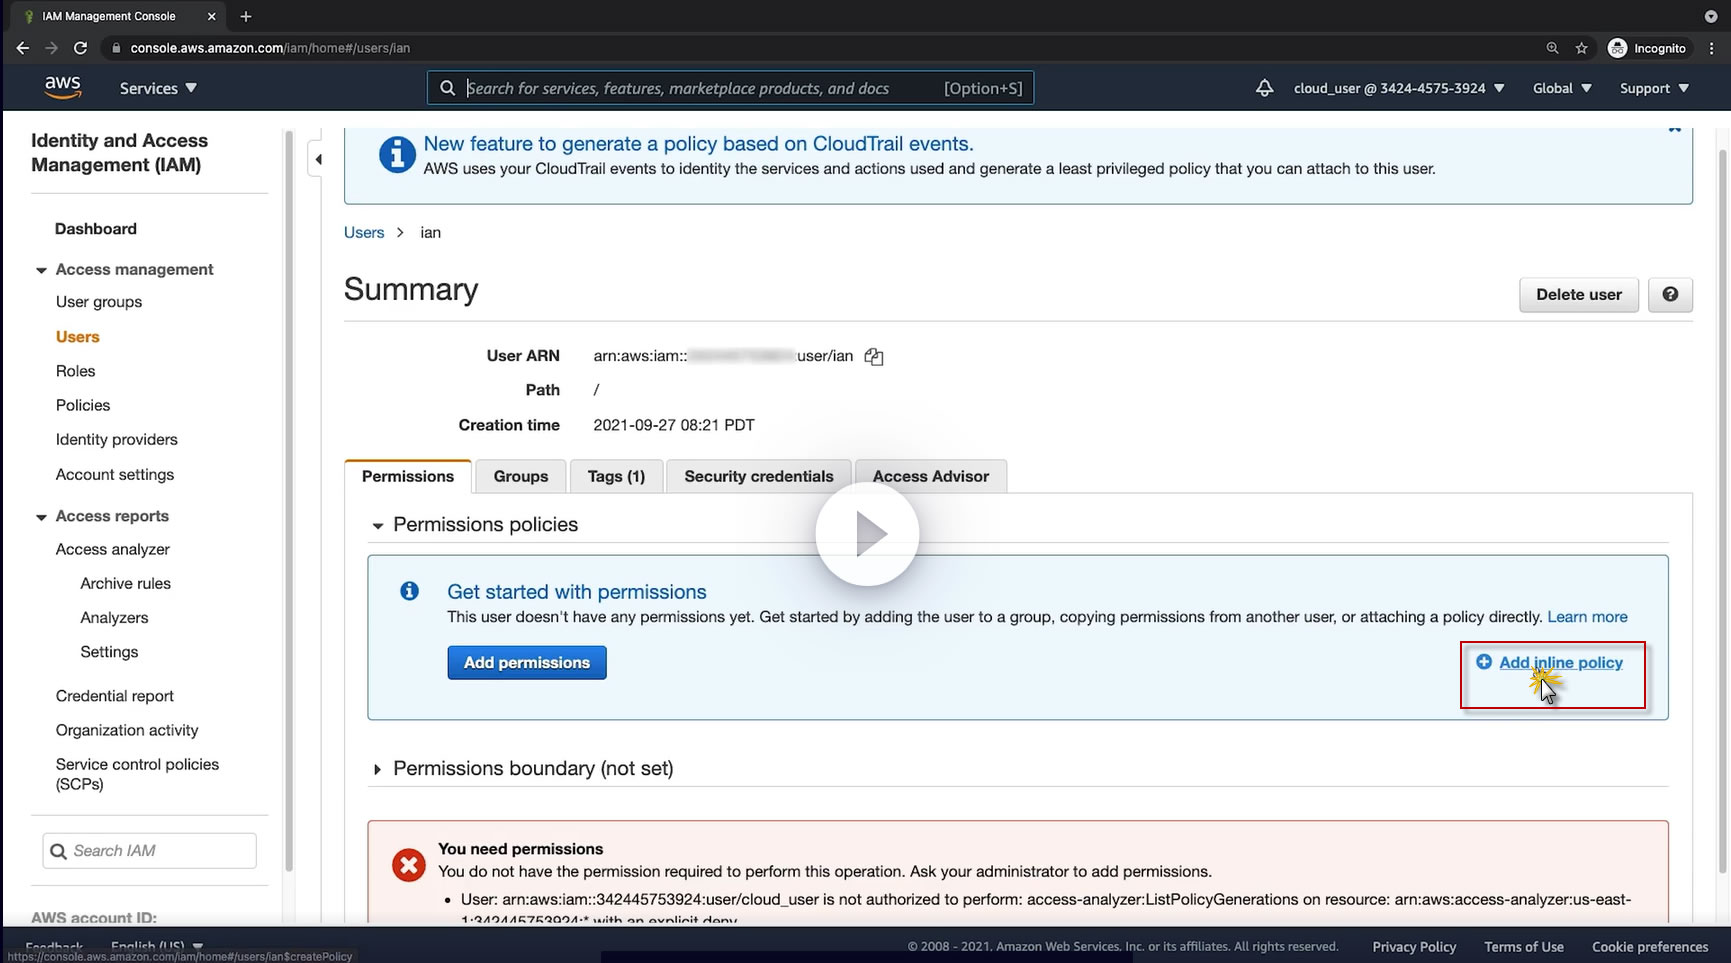 IAM Management Console
console.aws.amazon.com/iam/home#/users/ian
Incognito
aws
Services
Search for services, features, marketplace products, and docs [Option+S]
cloud_user @ 3424-4575-3924
Global
Support
Identity and Access
Management (IAM)
Dashboard
Access management
User groups
Users
Roles
Policies
Identity providers
Account settings
Access reports
Access analyzer
Archive rules
Analyzers
Settings
Credential report
Organization activity
Service control policies
(SCPs)
Search IAM
AWS account ID:
New feature to generate a policy based on CloudTrail events.
AWS uses your CloudTrail events to identify the services and actions used and generate a least privileged policy that you can attach to this user.
Users > ian
Summary
Delete user
User ARN arn:aws:iam:: user/ian
Path /
Creation time 2021-09-27 08:21 PDT
Permissions Groups Tags (1) Security credentials Access Advisor
Permissions policies
Get started with permissions
This user doesn't have any permissions yet. Get started by adding the user to a group, copying permissions from another user, or attaching a policy directly. Learn more
Add permissions
Add inline policy
Permissions boundary (not set)
You need permissions
You do not have the permission required to perform this operation. Ask your administrator to add permissions.
• User: arn:aws:iam::342445753924:user/cloud_user is not authorized to perform: access-analyzer:ListPolicyGenerations on resource: arn:aws:access-analyzer:us-east-
1:342445753924:* with an explicit deny
Feedback English (US)
© 2008 - 2021, Amazon Web Services, Inc. or its affiliates. All rights reserved. Privacy Policy Terms of Use Cookie preferences
https://console.aws.amazon.com/iam/home#/users/ian$createPolicy